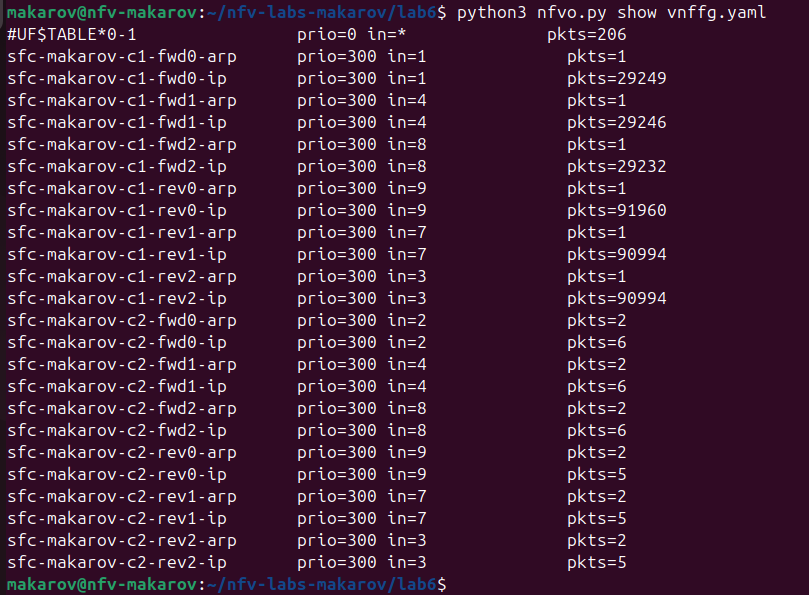 makarov@nfv-makarov:~/nfv-labs-makarov/lab6$ python3 nfvo.py show vnffg.yaml
#UF$TABLE*0-1 prio=0 in=* pkts=206
sfc-makarov-c1-fwd0-arp prio=300 in=1 pkts=1
sfc-makarov-c1-fwd0-ip prio=300 in=1 pkts=29249
sfc-makarov-c1-fwd1-arp prio=300 in=4 pkts=1
sfc-makarov-c1-fwd1-ip prio=300 in=4 pkts=29246
sfc-makarov-c1-fwd2-arp prio=300 in=8 pkts=1
sfc-makarov-c1-fwd2-ip prio=300 in=8 pkts=29232
sfc-makarov-c1-rev0-arp prio=300 in=9 pkts=1
sfc-makarov-c1-rev0-ip prio=300 in=9 pkts=91960
sfc-makarov-c1-rev1-arp prio=300 in=7 pkts=1
sfc-makarov-c1-rev1-ip prio=300 in=7 pkts=90994
sfc-makarov-c1-rev2-arp prio=300 in=3 pkts=1
sfc-makarov-c1-rev2-ip prio=300 in=3 pkts=90994
sfc-makarov-c2-fwd0-arp prio=300 in=2 pkts=2
sfc-makarov-c2-fwd0-ip prio=300 in=2 pkts=6
sfc-makarov-c2-fwd1-arp prio=300 in=4 pkts=2
sfc-makarov-c2-fwd1-ip prio=300 in=4 pkts=6
sfc-makarov-c2-fwd2-arp prio=300 in=8 pkts=2
sfc-makarov-c2-fwd2-ip prio=300 in=8 pkts=6
sfc-makarov-c2-rev0-arp prio=300 in=9 pkts=2
sfc-makarov-c2-rev0-ip prio=300 in=9 pkts=5
sfc-makarov-c2-rev1-arp prio=300 in=7 pkts=2
sfc-makarov-c2-rev1-ip prio=300 in=7 pkts=5
sfc-makarov-c2-rev2-arp prio=300 in=3 pkts=2
sfc-makarov-c2-rev2-ip prio=300 in=3 pkts=5
makarov@nfv-makarov:~/nfv-labs-makarov/lab6$